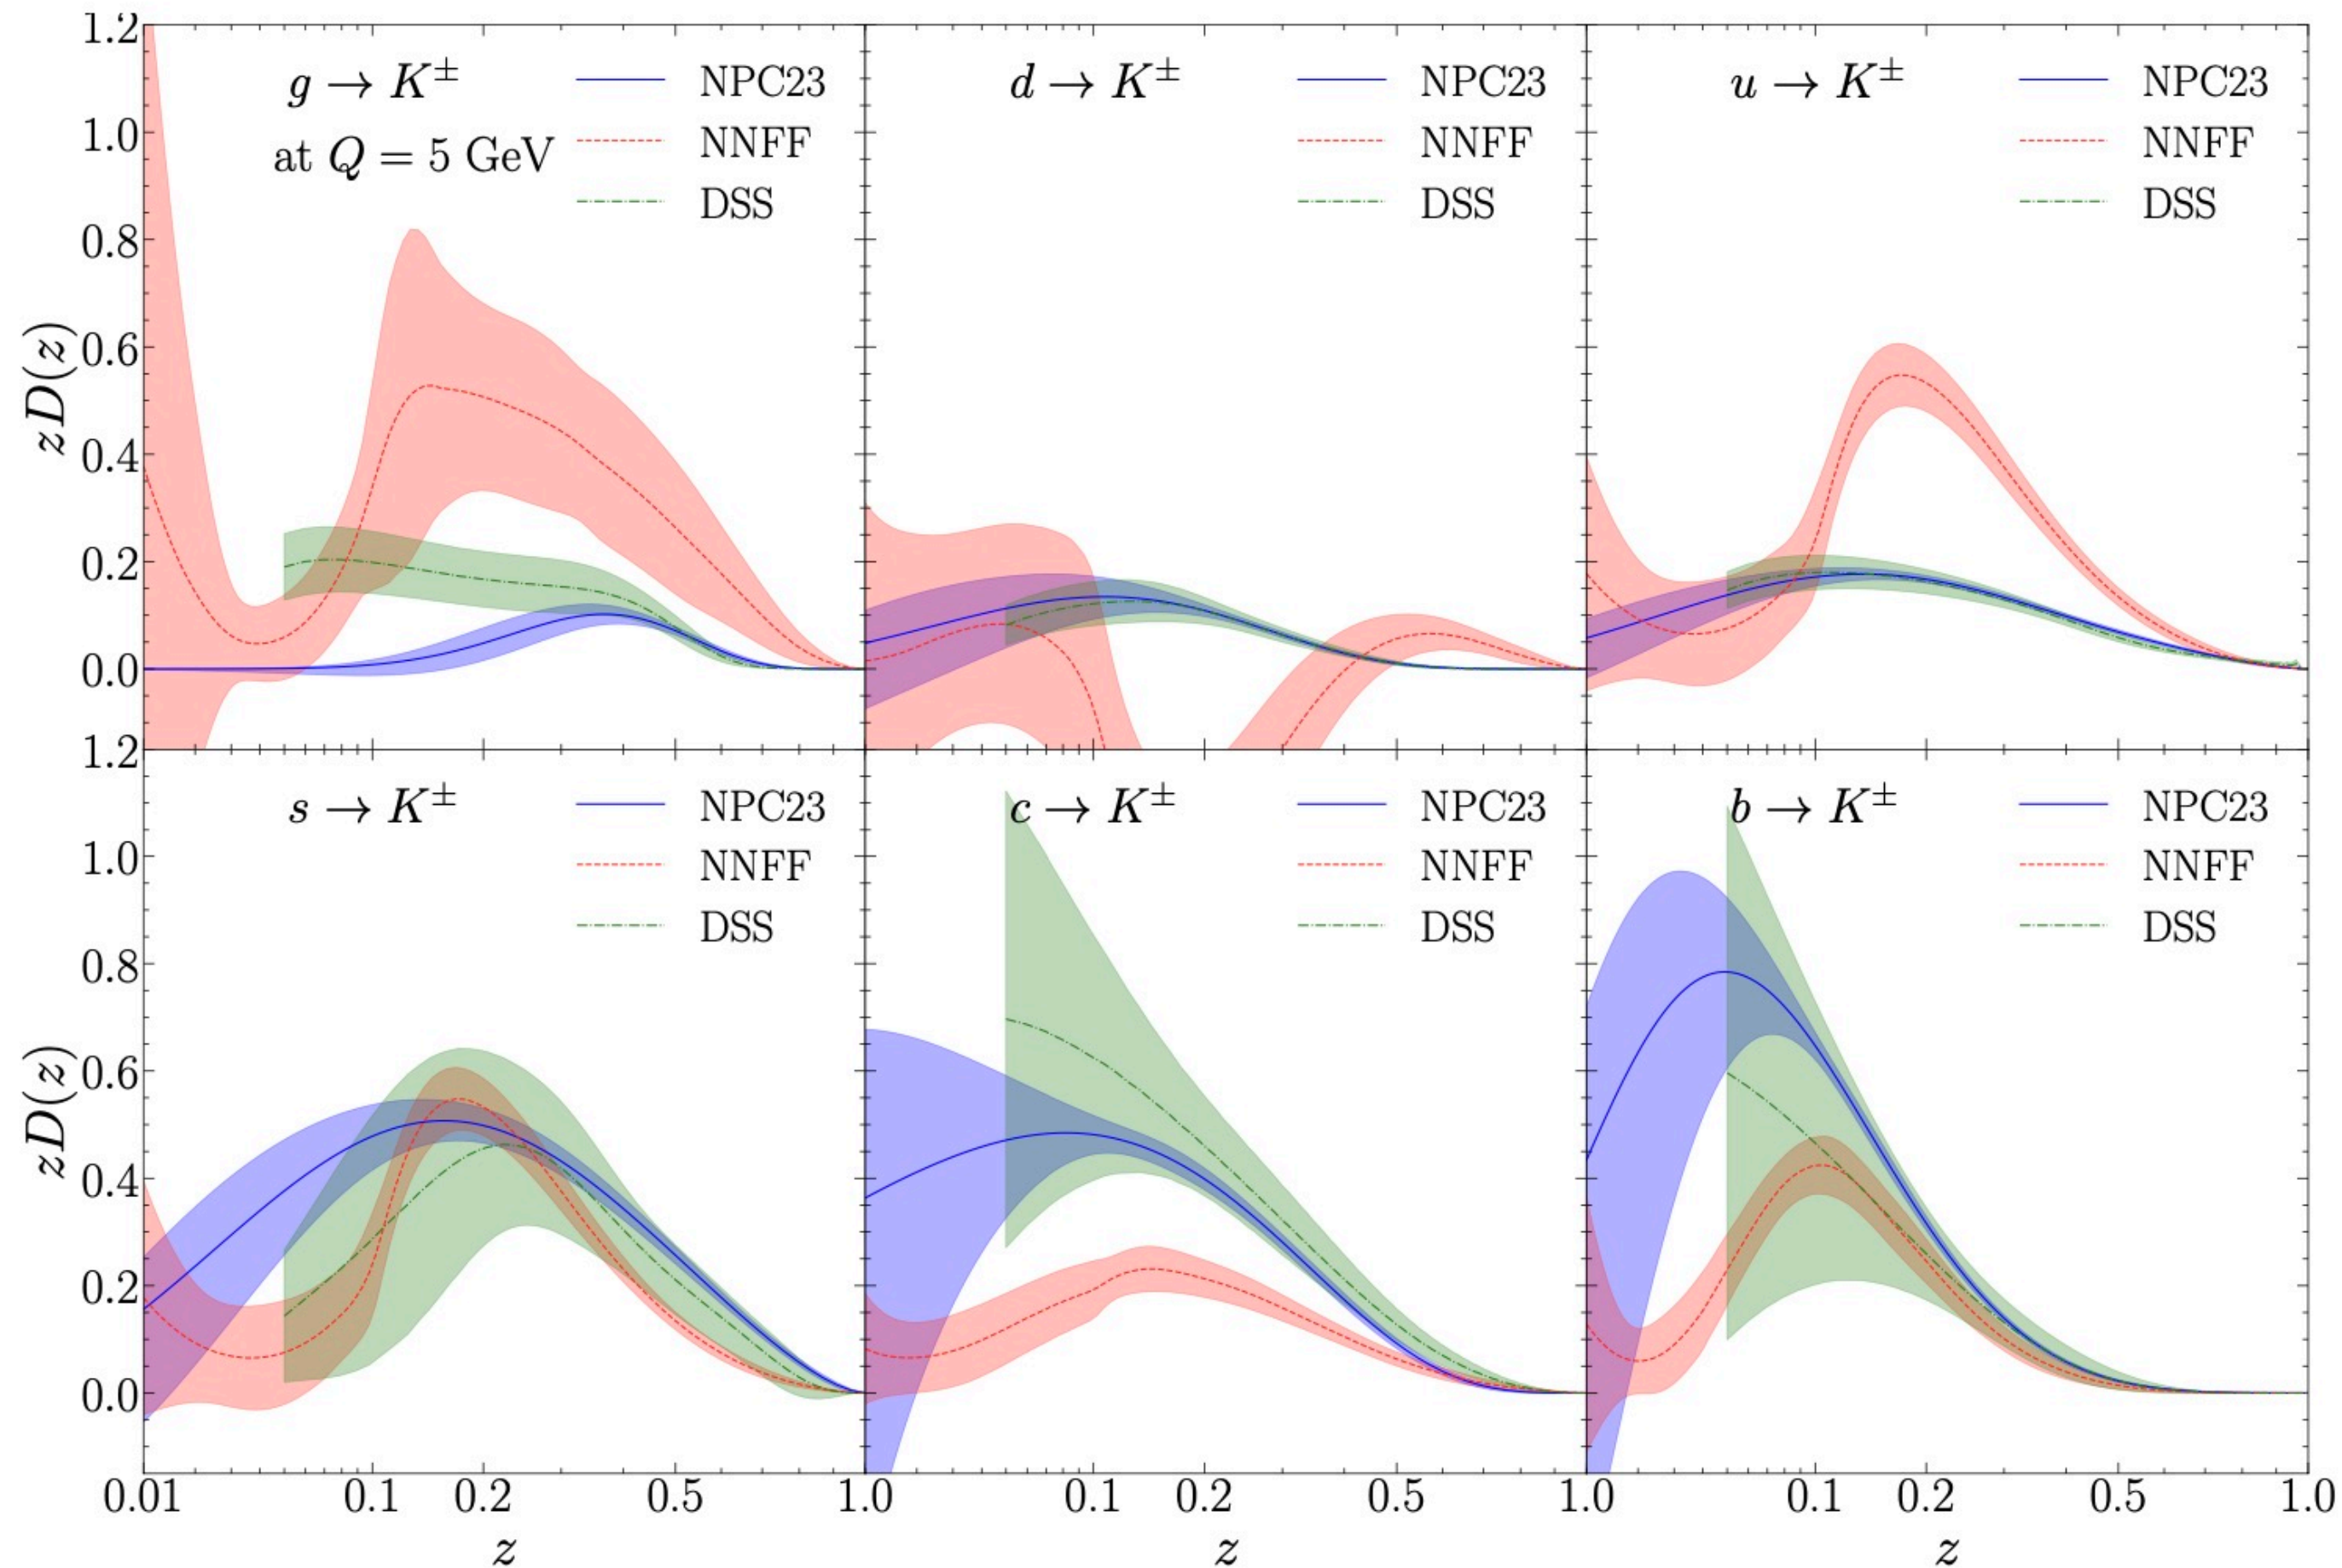 1.2
1.0
0.8
0.6
0.4
0.2
0.0
zD(z)
g → K±
at Q = 5 GeV
NPC23
NNFF
DSS
d → K±
NPC23
NNFF
DSS
u → K±
NPC23
NNFF
DSS
1.2
1.0
0.8
0.6
0.4
0.2
0.0
zD(z)
s → K±
NPC23
NNFF
DSS
c → K±
NPC23
NNFF
DSS
b → K±
NPC23
NNFF
DSS
0.01 0.1 0.2 0.5 1.0 0.1 0.2 0.5 1.0 0.1 0.2 0.5 1.0
z z z